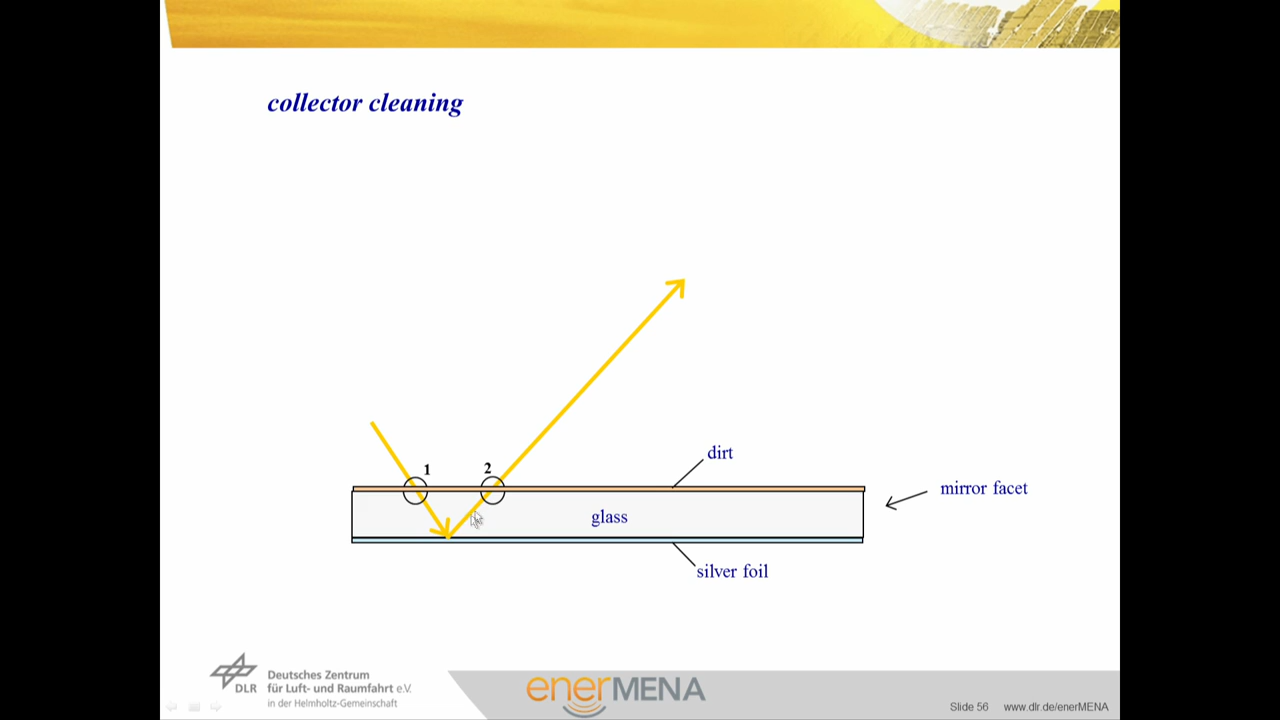 collector cleaning
1
2
dirt
mirror facet
glass
silver foil
DLR
Deutsches Zentrum
für Luft- und Raumfahrt e.V.
in der Helmholtz-Gemeinschaft
enerMENA
Slide 56 www.dlr.de/enerMENA